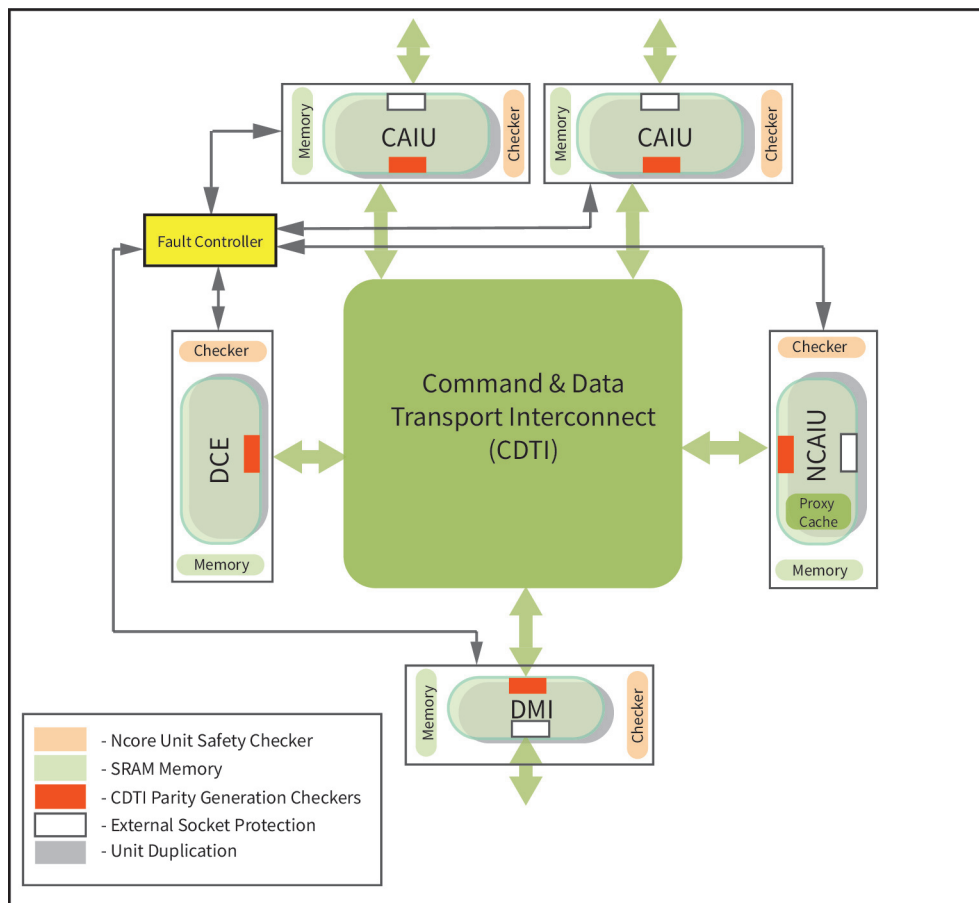 Memory
CAIU
Checker
Memory
CAIU
Checker
Fault Controller
Checker
DCE
Memory
Command & Data
Transport Interconnect
(CDTI)
Checker
NCAIU
Proxy
Cache
Memory
Memory
DMI
Checker
- Ncore Unit Safety Checker
- SRAM Memory
- CDTI Parity Generation Checkers
- External Socket Protection
- Unit Duplication